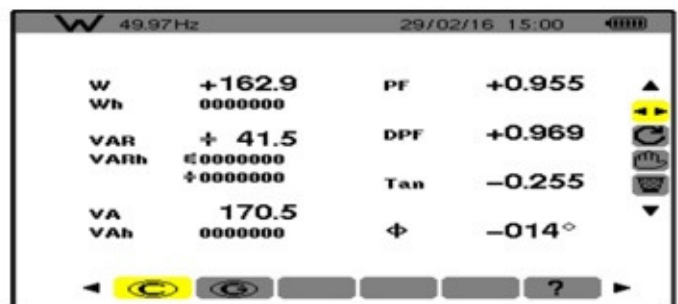 W 49.97Hz 29/02/16 15:00
W +162.9 PF +0.955
Wh 0000000
VAR ÷ 41.5 DPF +0.969
VARh 0000000
÷0000000 Tan −0.255
VA 170.5
VAh 0000000 Φ −014°
?